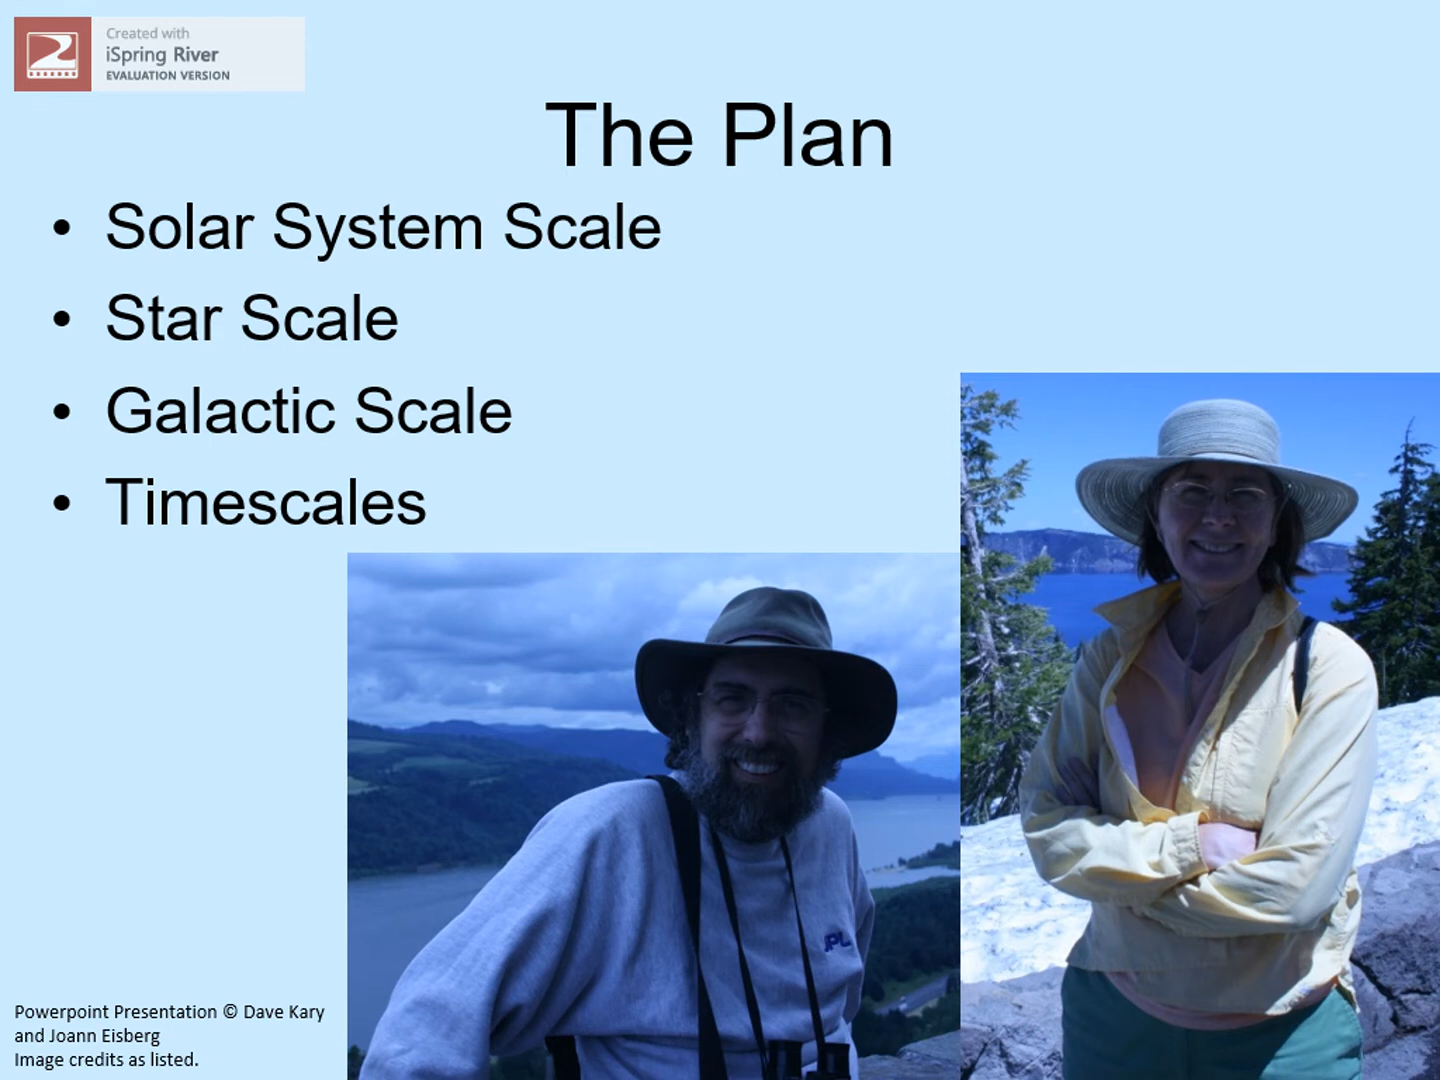 Created with
iSpring River
EVALUATION VERSION
The Plan
• Solar System Scale
• Star Scale
• Galactic Scale
• Timescales
JPL
Powerpoint Presentation © Dave Kary
and Joann Eisberg
Image credits as listed.